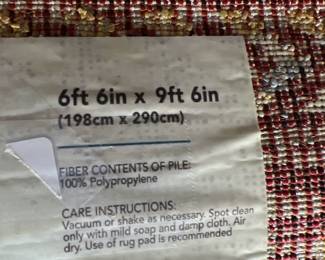 6ft 6in x 9ft 6in
(198cm x 290cm)
FIBER CONTENTS OF PILE:
100% Polypropylene
CARE INSTRUCTIONS:
Vacuum or shake as necessary. Spot clean
only with mild soap and damp cloth. Air
dry. Use of rug pad is recommended